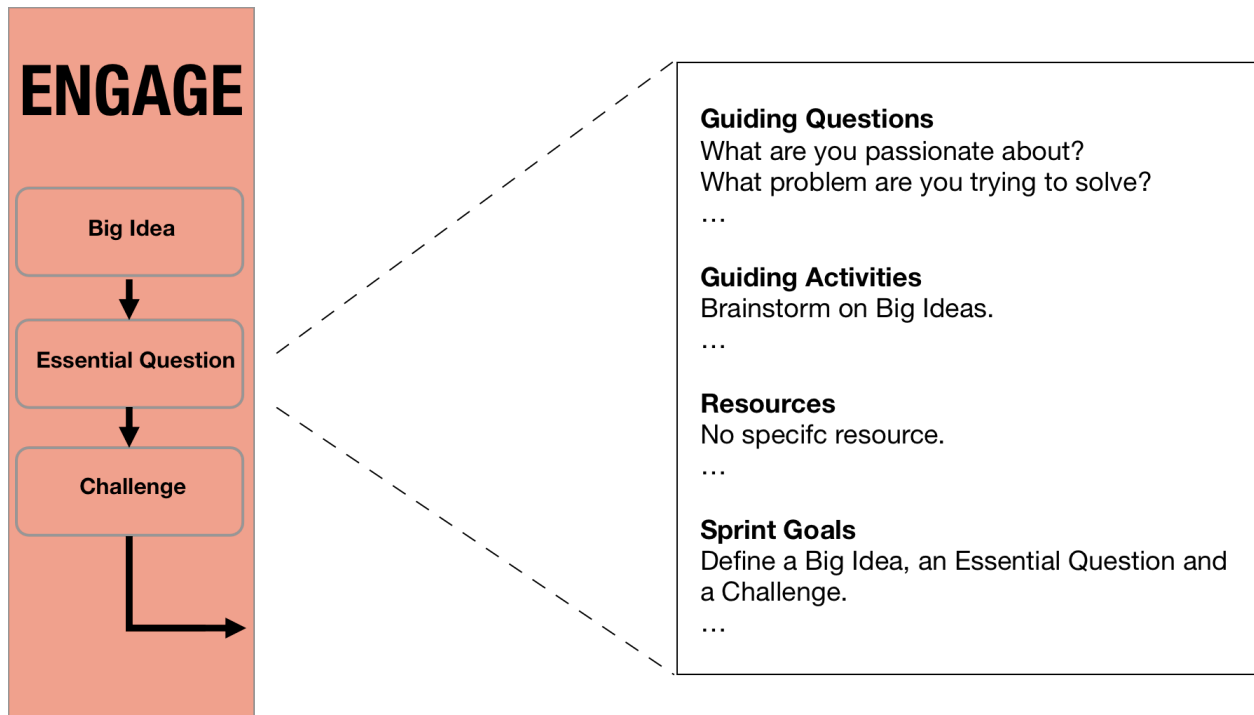 ENGAGE
Big Idea
Essential Question
Challenge
Guiding Questions
What are you passionate about?
What problem are you trying to solve?
…
Guiding Activities
Brainstorm on Big Ideas.
…
Resources
No specifc resource.
…
Sprint Goals
Define a Big Idea, an Essential Question and
a Challenge.
…